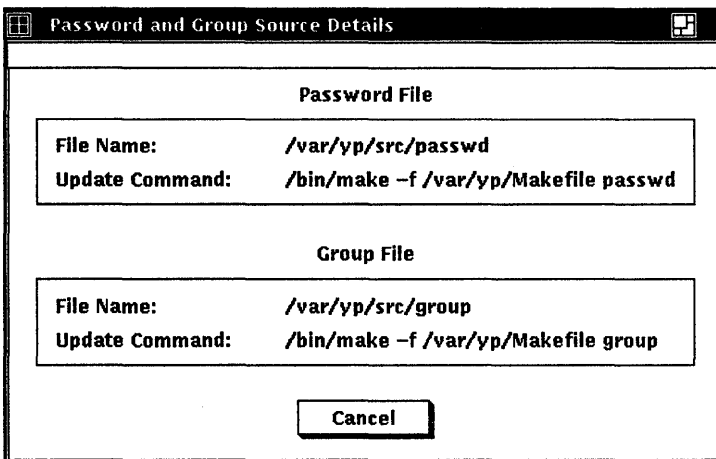 Password and Group Source Details
Password File
File Name: /var/yp/src/passwd
Update Command: /bin/make -f /var/yp/Makefile passwd
Group File
File Name: /var/yp/src/group
Update Command: /bin/make -f /var/yp/Makefile group
Cancel